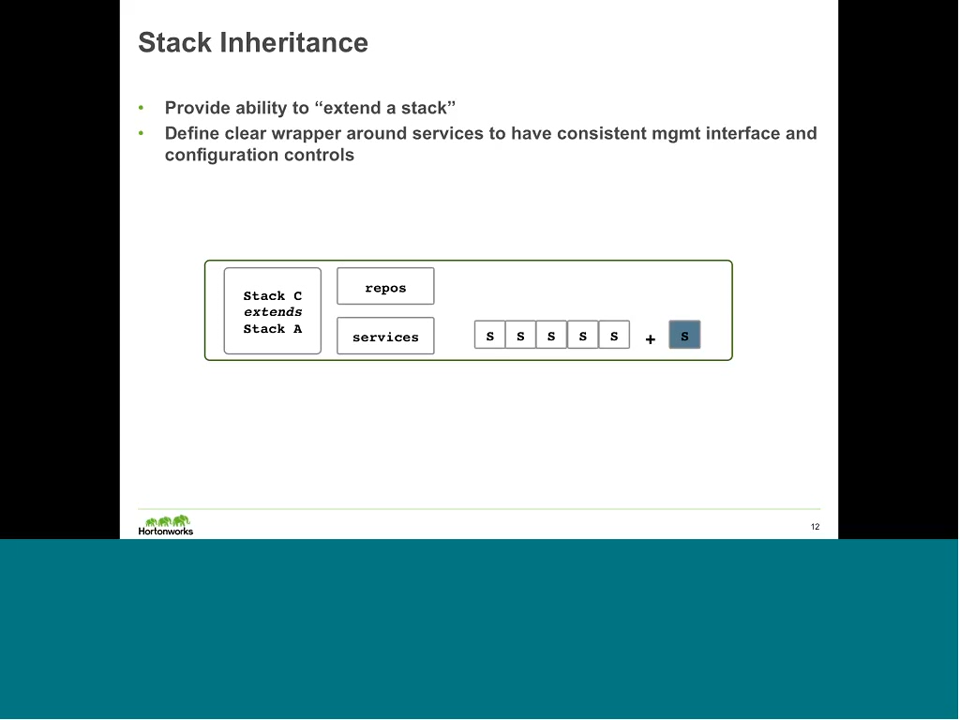 Stack Inheritance
• Provide ability to “extend a stack”
• Define clear wrapper around services to have consistent mgmt interface and
configuration controls
Stack C
extends
Stack A
repos
services
S S S S S + S
Hortonworks
12